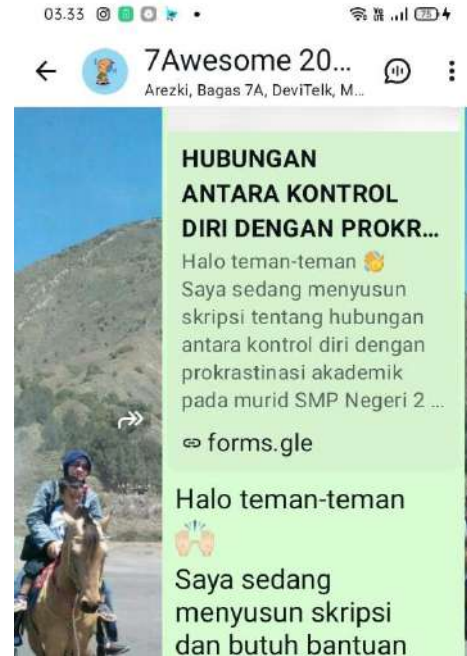 03.33
75
7Awesome 20...
Arezki, Bagas 7A, DeviTelk, M...
HUBUNGAN
ANTARA KONTROL
DIRI DENGAN PROKR...
Halo teman-teman 👏
Saya sedang menyusun
skripsi tentang hubungan
antara kontrol diri dengan
prokrastinasi akademik
pada murid SMP Negeri 2 ...
forms.gle
Halo teman-teman
🙌🏻
Saya sedang
menyusun skripsi
dan butuh bantuan